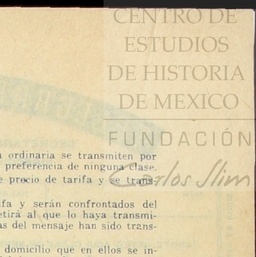 CENTRO DE
ESTUDIOS
DE HISTORIA
DE MEXICO
FUNDACIÓN
Carlos Slim
ordinaria se transmiten por
preferencia de ninguna clase.
precio de tarifa y se trans-
fa y serán confrontados del
etirá al que lo haya transmi-
as del mensaje han sido trans-
domicilio que en ellos se in-